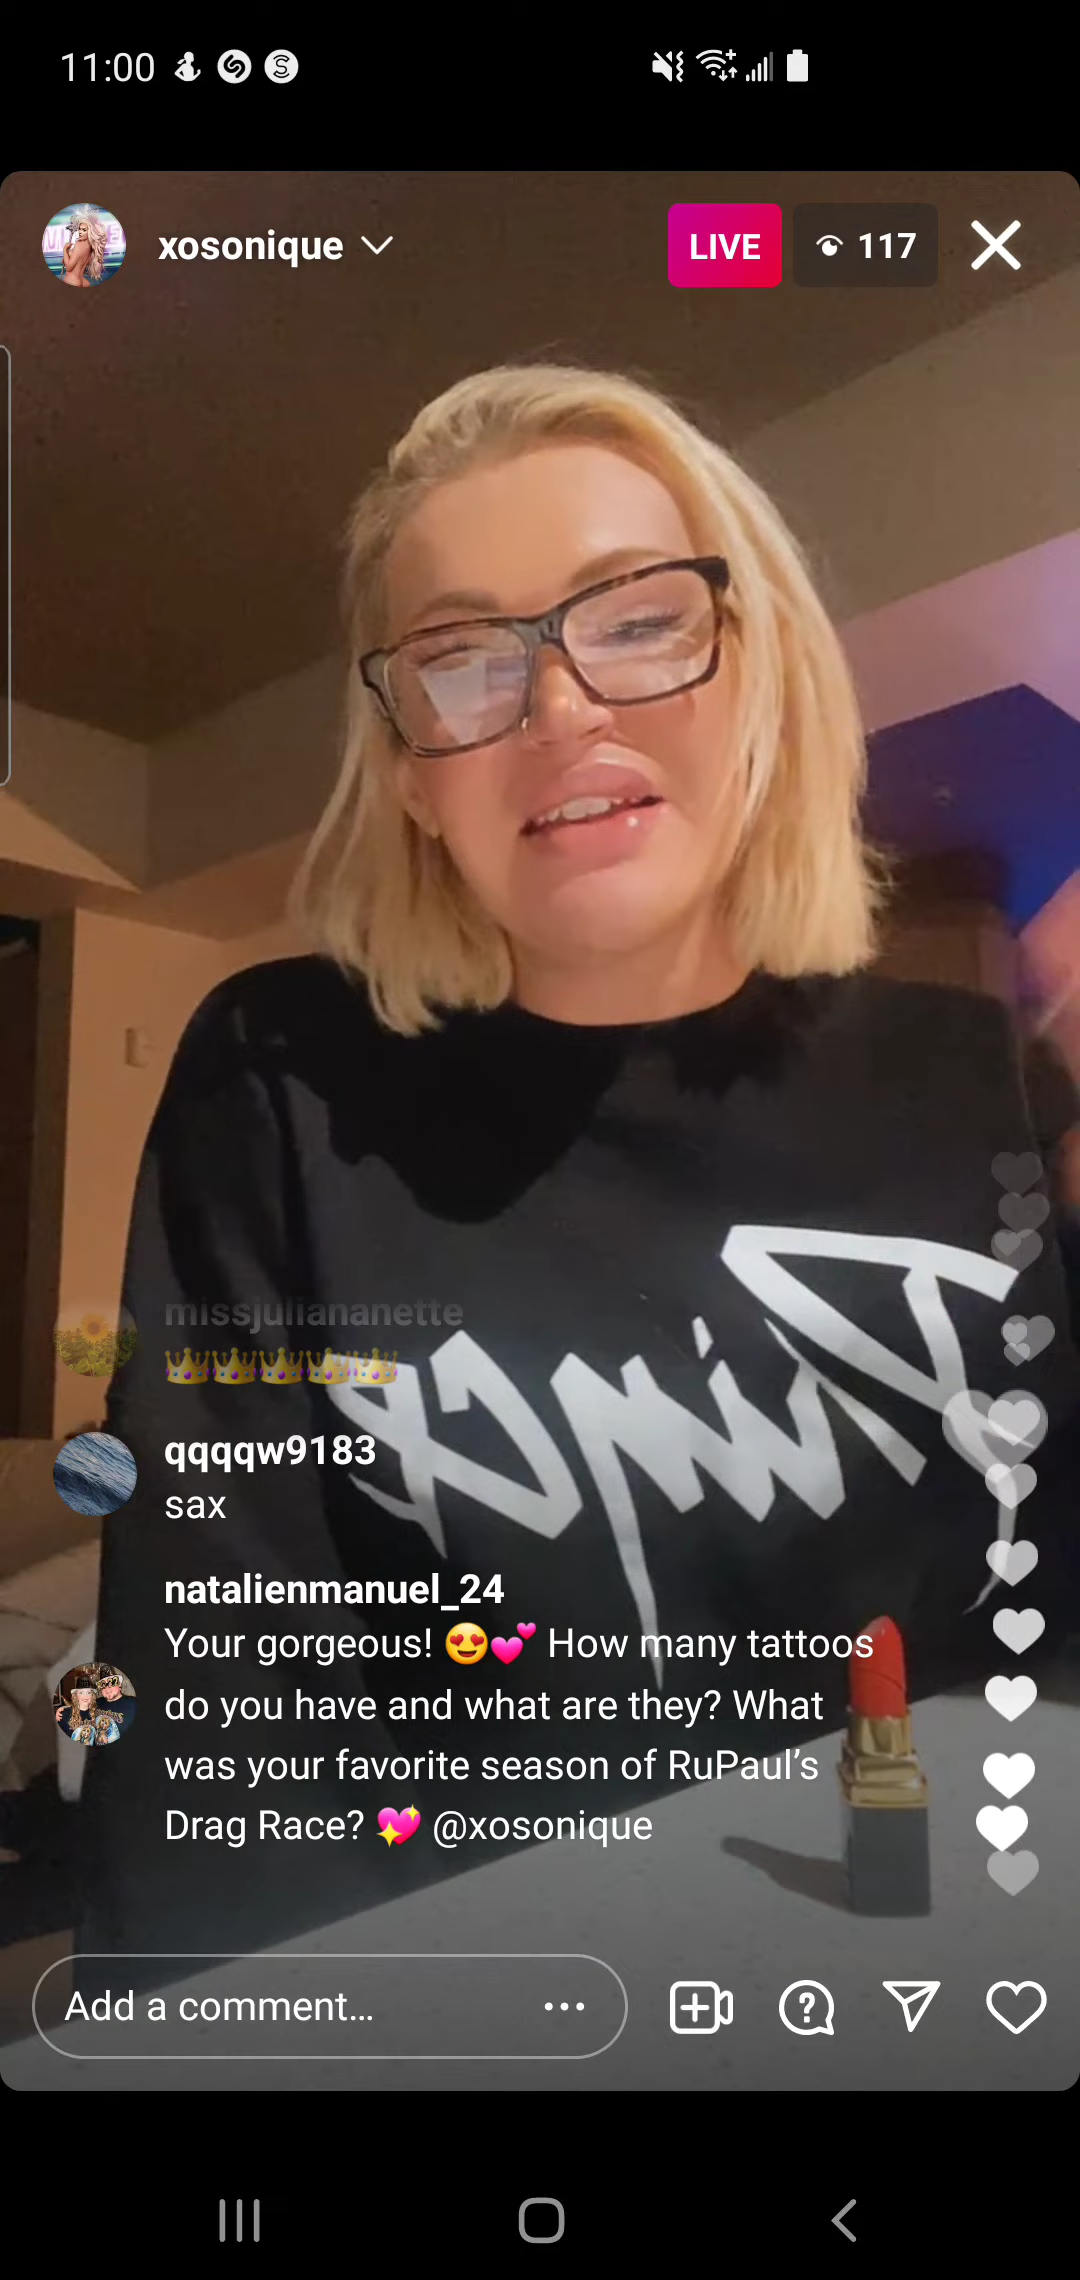 11:00
xosonique
LIVE
117
missjuliananette
👑👑👑👑👑
qqqqw9183
sax
natalienmanuel_24
Your gorgeous! 😍💕 How many tattoos
do you have and what are they? What
was your favorite season of RuPaul’s
Drag Race? 💖 @xosonique
Add a comment...